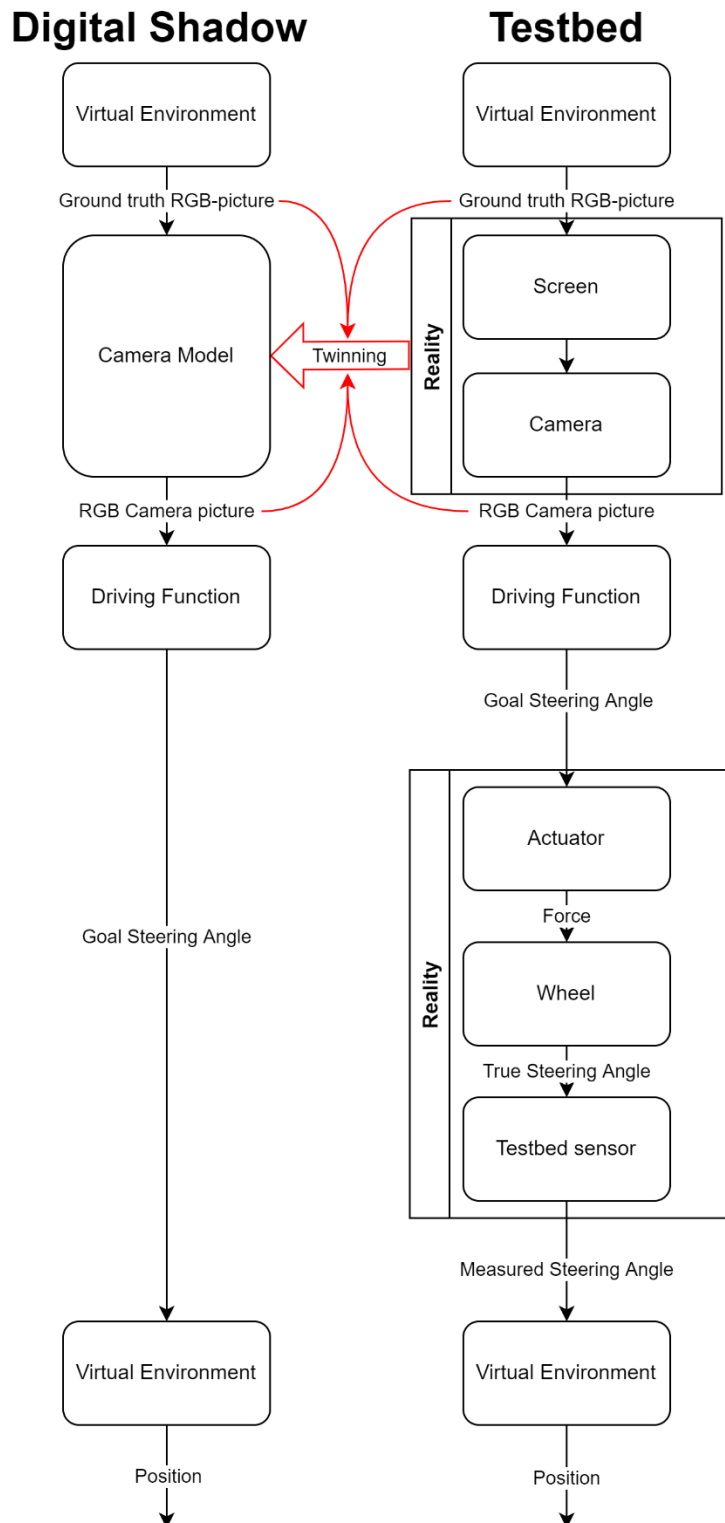 Digital Shadow
Testbed
Virtual Environment
Virtual Environment
Ground truth RGB-picture
Ground truth RGB-picture
Camera Model
Twinning
Reality
Screen
Camera
RGB Camera picture
RGB Camera picture
Driving Function
Driving Function
Goal Steering Angle
Actuator
Force
Goal Steering Angle
Reality
Wheel
True Steering Angle
Testbed sensor
Measured Steering Angle
Virtual Environment
Virtual Environment
Position
Position